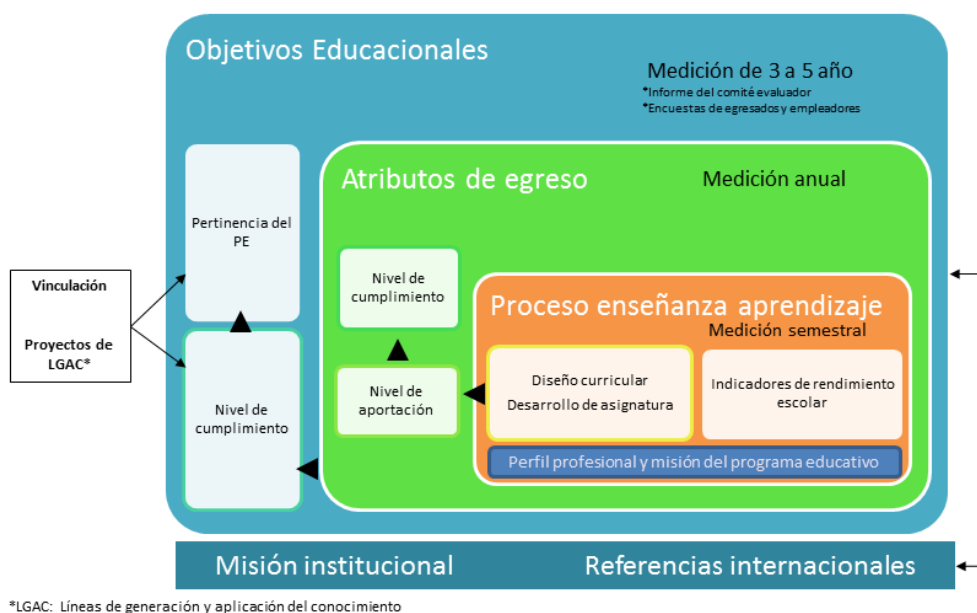 Objetivos Educacionales
Medición de 3 a 5 año
*Informe del comité evaluador
*Encuestas de egresados y empleadores
Atributos de egreso
Medición anual
Pertinencia del
PE
Nivel de
cumplimiento
Proceso enseñanza aprendizaje
Medición semestral
Vinculación
Proyectos de
LGAC*
Nivel de
cumplimiento
Nivel de
aportación
Diseño curricular
Desarrollo de asignatura
Indicadores de rendimiento
escolar
Perfil profesional y misión del programa educativo
Misión institucional
Referencias internacionales
*LGAC: Líneas de generación y aplicación del conocimiento